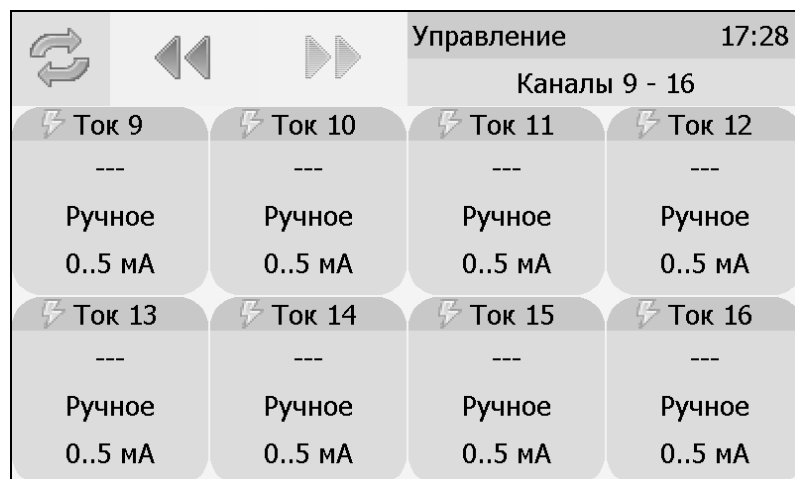 Управление 17:28
Каналы 9 - 16
Ток 9 Ток 10 Ток 11 Ток 12
--- --- --- ---
Ручное Ручное Ручное Ручное
0..5 мА 0..5 мА 0..5 мА 0..5 мА
Ток 13 Ток 14 Ток 15 Ток 16
--- --- --- ---
Ручное Ручное Ручное Ручное
0..5 мА 0..5 мА 0..5 мА 0..5 мА